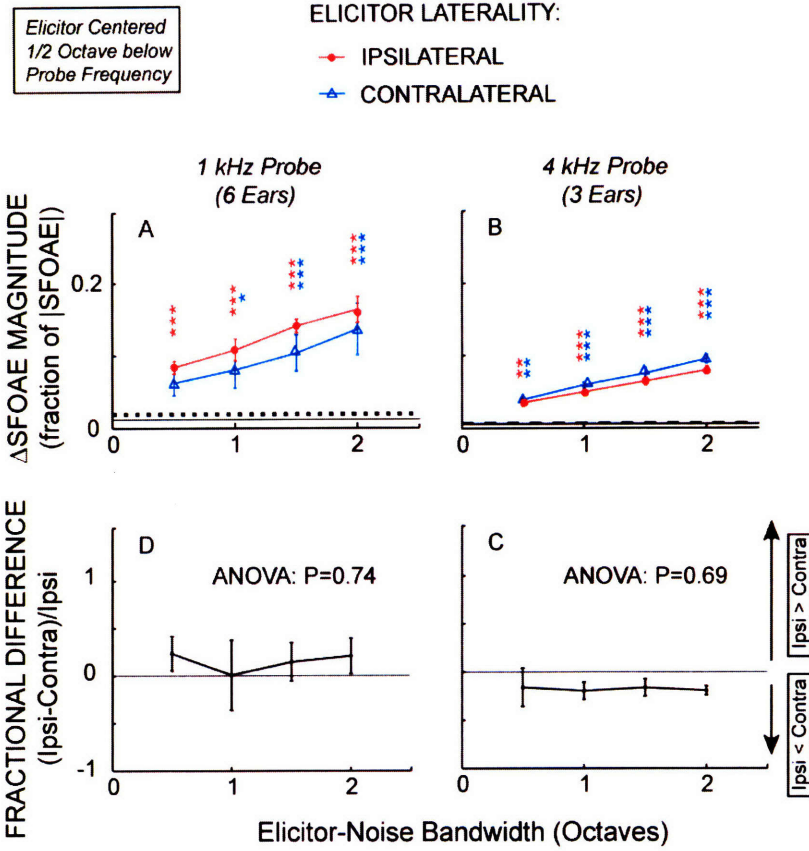 Elicitor Centered
1/2 Octave below
Probe Frequency
ELICITOR LATERALITY:
IPSILATERAL
CONTRALATERAL
1 kHz Probe
(6 Ears)
4 kHz Probe
(3 Ears)
ΔSFOAE MAGNITUDE
(fraction of |SFOAE|)
A
0.2
0
0 1 2
B
0 1 2
FRACTIONAL DIFFERENCE
(Ipsi-Contra)/Ipsi
D
ANOVA: P=0.74
1
0
-1
0 1 2
C
ANOVA: P=0.69
0 1 2
Ipsi > Contra
Ipsi < Contra
Elicitor-Noise Bandwidth (Octaves)